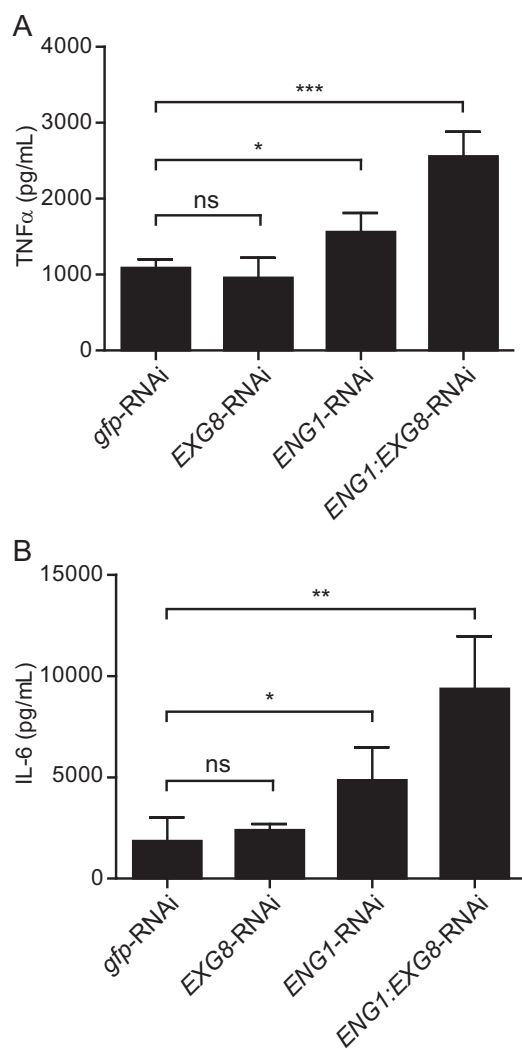 A
4000
3000
2000
1000
0
TNFα (pg/mL)
***
*
ns
gfp-RNAi
EXG8-RNAi
ENG1-RNAi
ENG1:EXG8-RNAi
B
15000
10000
5000
0
IL-6 (pg/mL)
**
*
ns
gfp-RNAi
EXG8-RNAi
ENG1-RNAi
ENG1:EXG8-RNAi